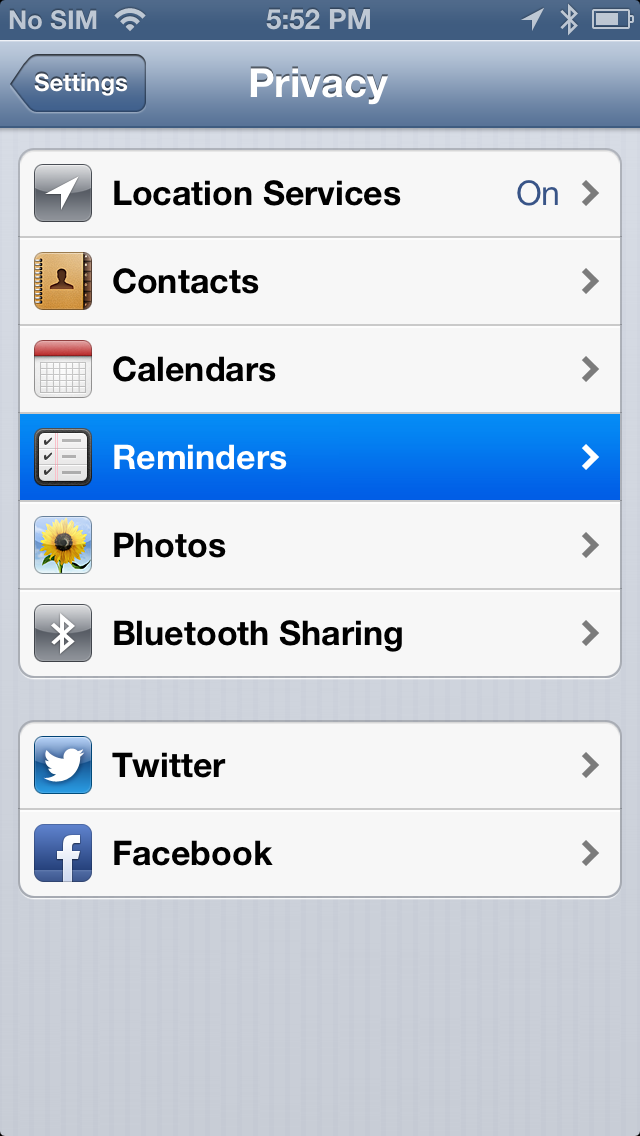 No SIM 5:52 PM
Settings Privacy
Location Services On
Contacts
Calendars
Reminders
Photos
Bluetooth Sharing
Twitter
Facebook